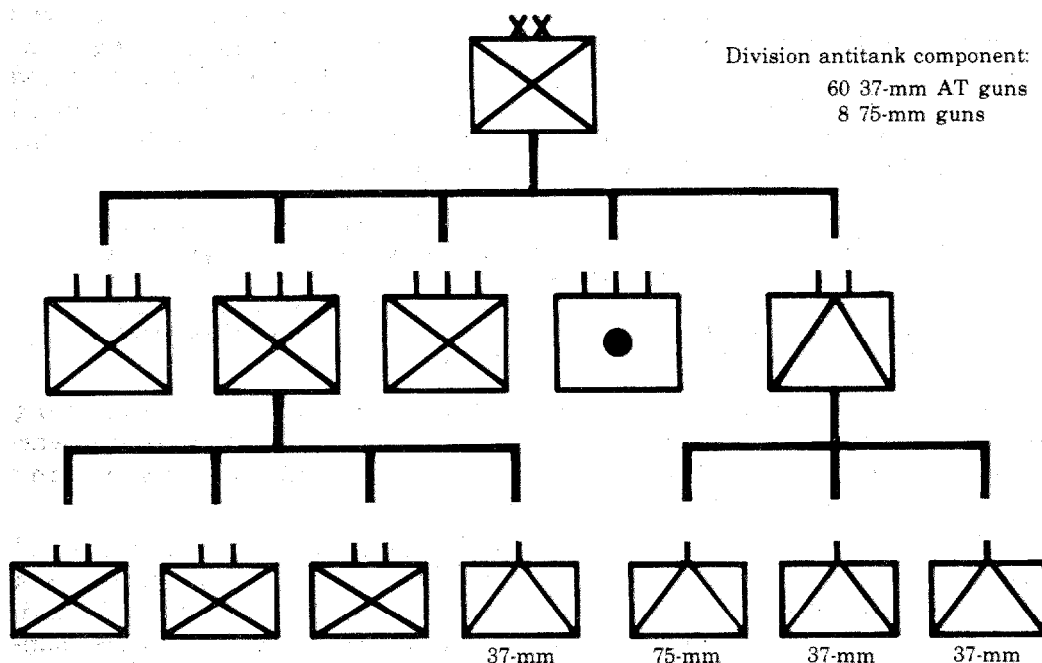 XX
Division antitank component:
60 37-mm AT guns
8 75-mm guns
37-mm
75-mm
37-mm
37-mm